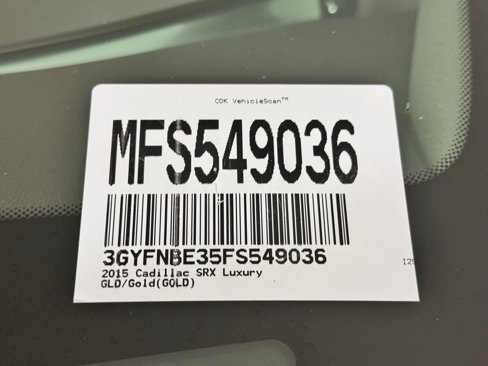 CDK VehicleScan™
MFS549036
3GYFNBE35FS549036
2015 Cadillac SRX Luxury
GLD/Gold(GOLD)